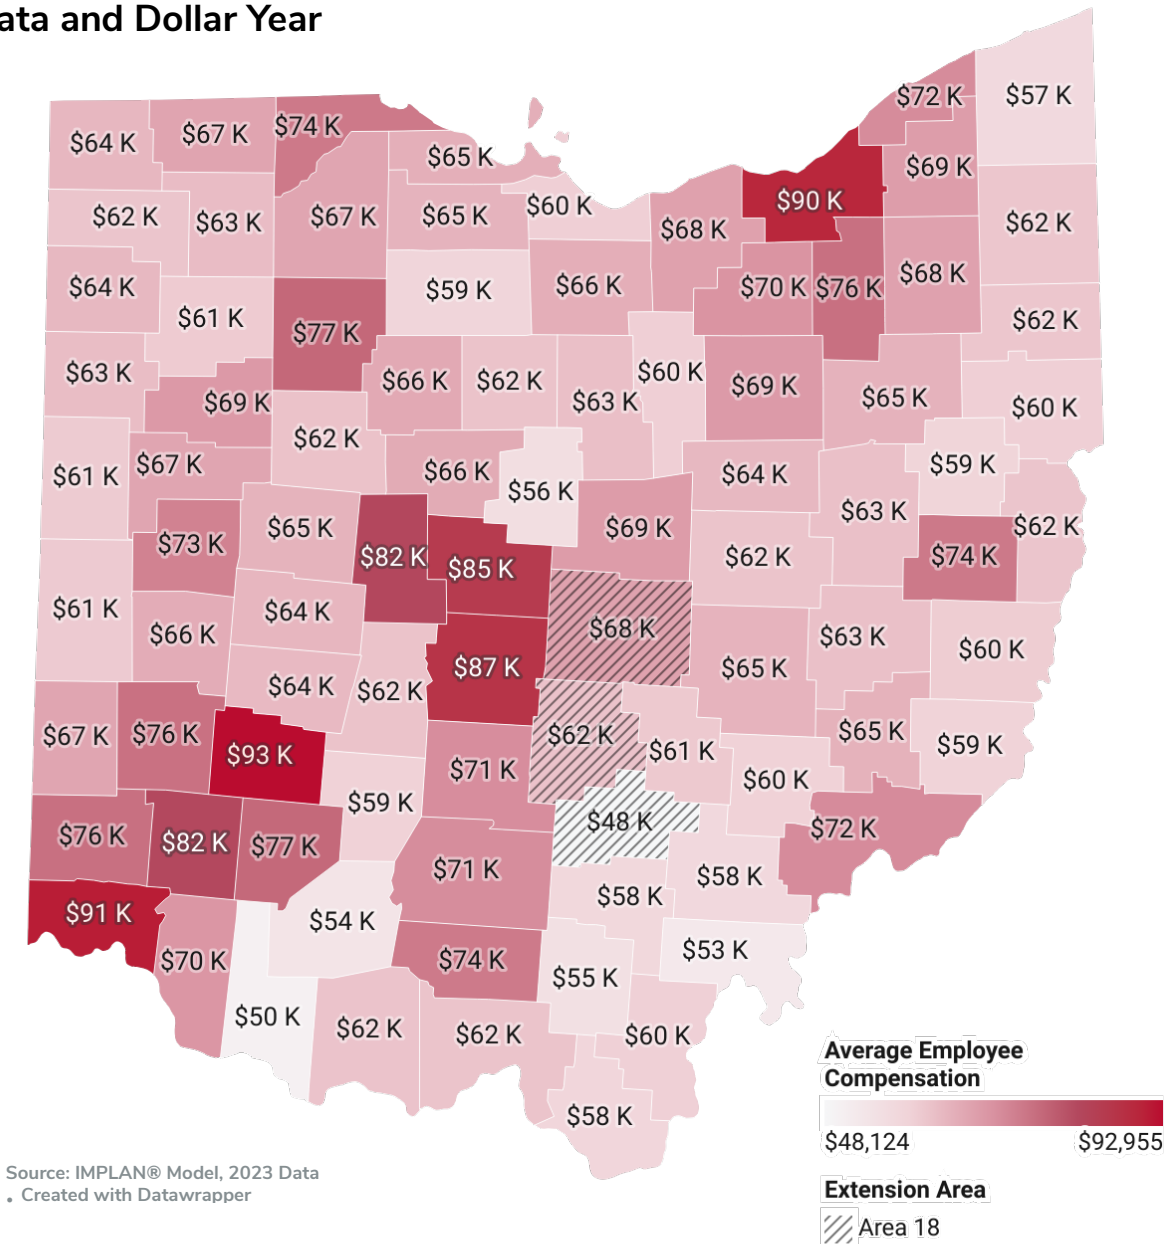 ata and Dollar Year
$57 K
$72 K
$74 K
$67 K
$64 K
$65 K
$69 K
$90 K
$60 K
$62 K
$63 K
$67 K
$65 K
$68 K
$62 K
$68 K
$64 K
$59 K
$66 K
$70 K
$76 K
$61 K
$62 K
$77 K
$63 K
$66 K
$62 K
$60 K
$69 K
$65 K
$69 K
$63 K
$60 K
$62 K
$67 K
$59 K
$61 K
$66 K
$64 K
$56 K
$63 K
$65 K
$69 K
$62 K
$73 K
$82 K
$62 K
$74 K
$85 K
$61 K
$64 K
$68 K
$66 K
$63 K
$60 K
$87 K
$65 K
$64 K
$62 K
$67 K
$76 K
$62 K
$65 K
$59 K
$93 K
$61 K
$71 K
$60 K
$59 K
$48 K
$72 K
$76 K
$82 K
$77 K
$71 K
$58 K
$58 K
$91 K
$54 K
$53 K
$70 K
$74 K
$55 K
$50 K
$62 K
$62 K
$60 K
$58 K
Average Employee
Compensation
$48,124 $92,955
Source: IMPLAN® Model, 2023 Data
. Created with Datawrapper
Extension Area
Area 18